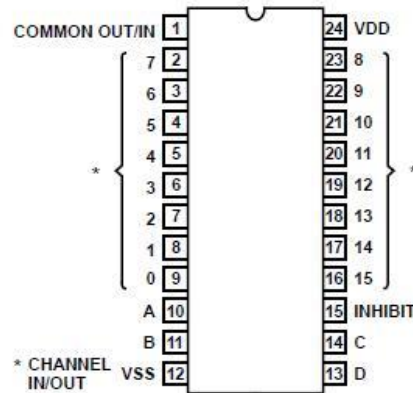 COMMON OUT/IN 1 24 VDD
7 2 23 8
6 3 22 9
5 4 21 10
4 5 20 11
* 3 6 19 12 *
2 7 18 13
1 8 17 14
0 9 16 15
A 10 15 INHIBIT
B 11 14 C
* CHANNEL
IN/OUT VSS 12 13 D